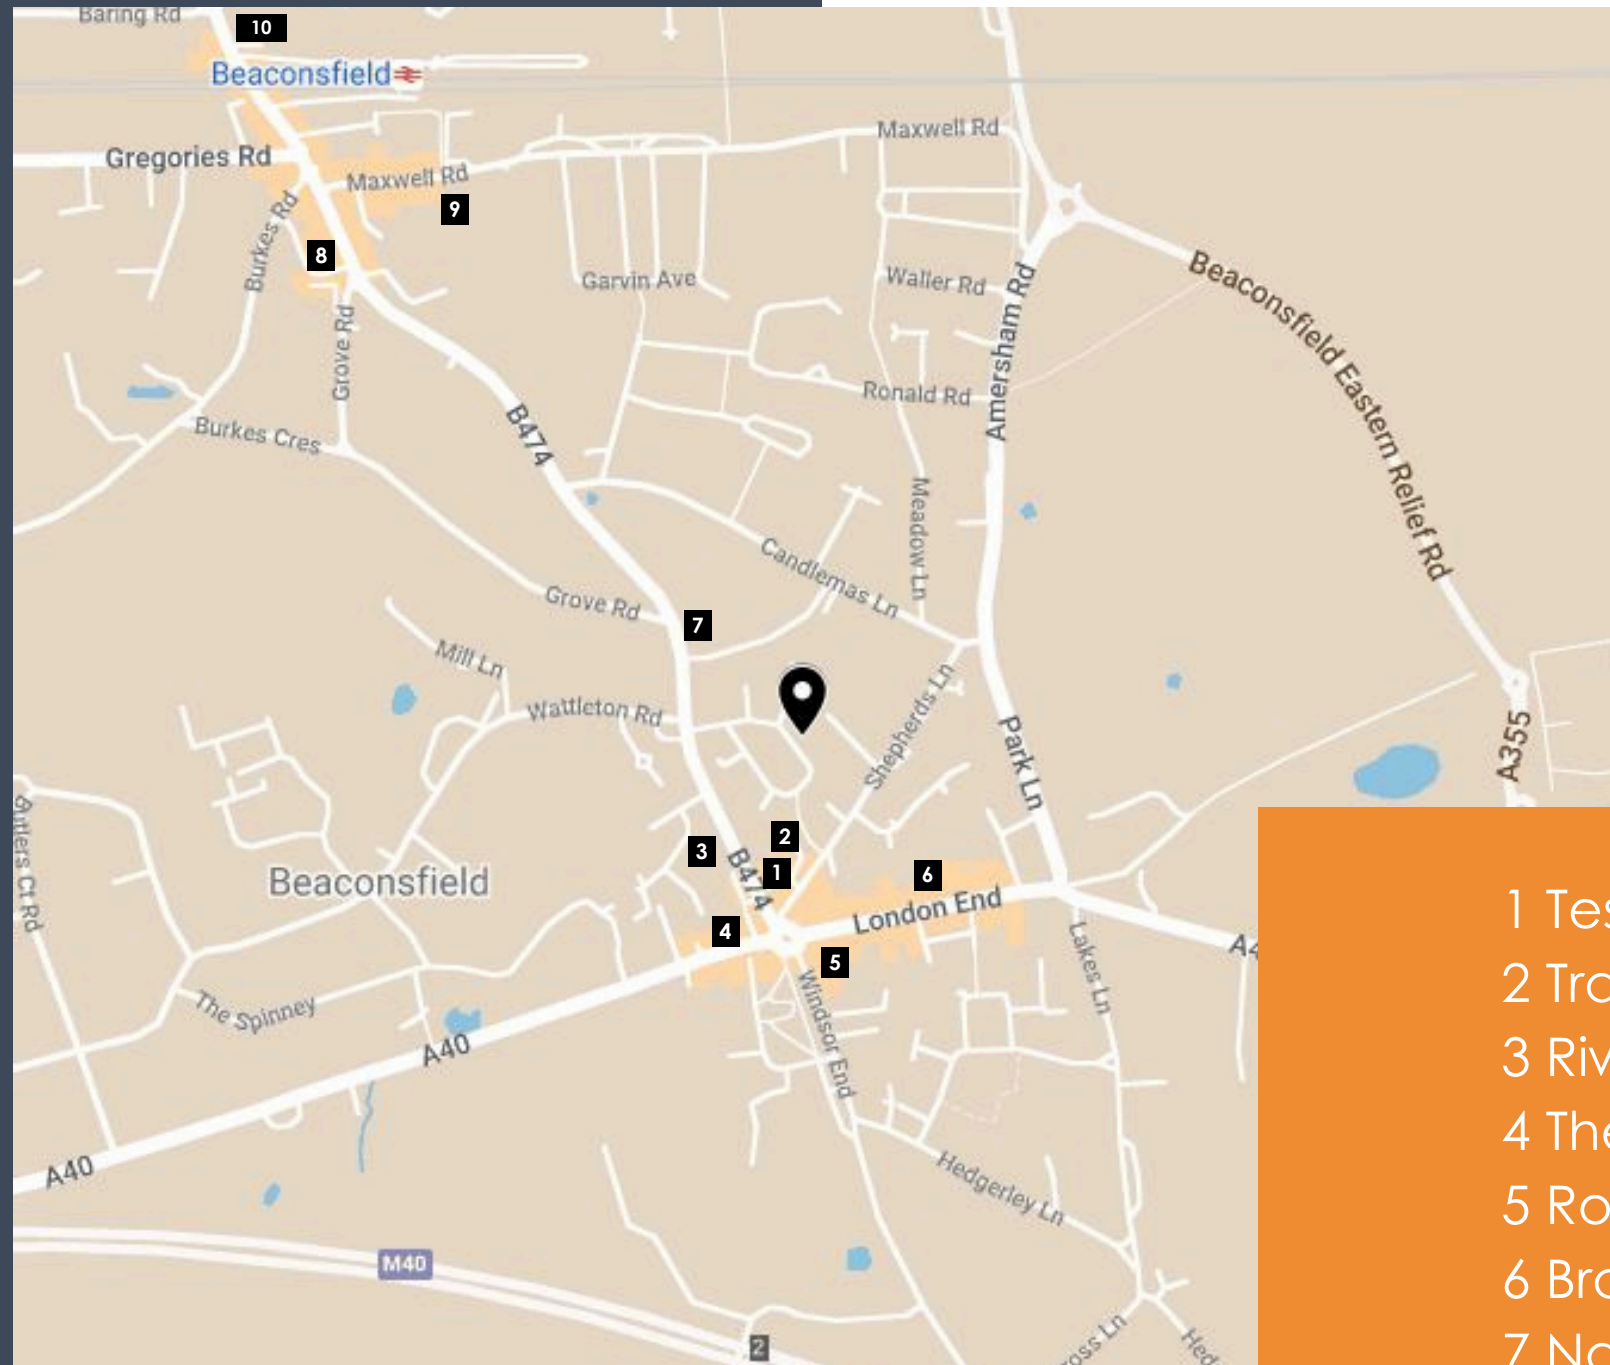 Baring Rd
10
Beaconsfield
Maxwell Rd
Gregories Rd
Maxwell Rd
9
Burkes Rd
8
Garvin Ave
Waller Rd
Beaconsfield Eastern Relief Rd
Amersham Rd
Grove Rd
Ronald Rd
B474
Burkes Cres
Meadow Ln
Candlemas Ln
Grove Rd
7
Mill Ln
Shepherds Ln
Wattleton Rd
Park Ln
A355
2
3
B474
1
6
Beaconsfield
London End
4
5
Lakes Ln
Windsor End
The Spinney
A40
A40
Hedgerley Ln
M40
2
1 Tes
2 Tra
3 Riv
4 The
5 Ro
6 Bro
7 No